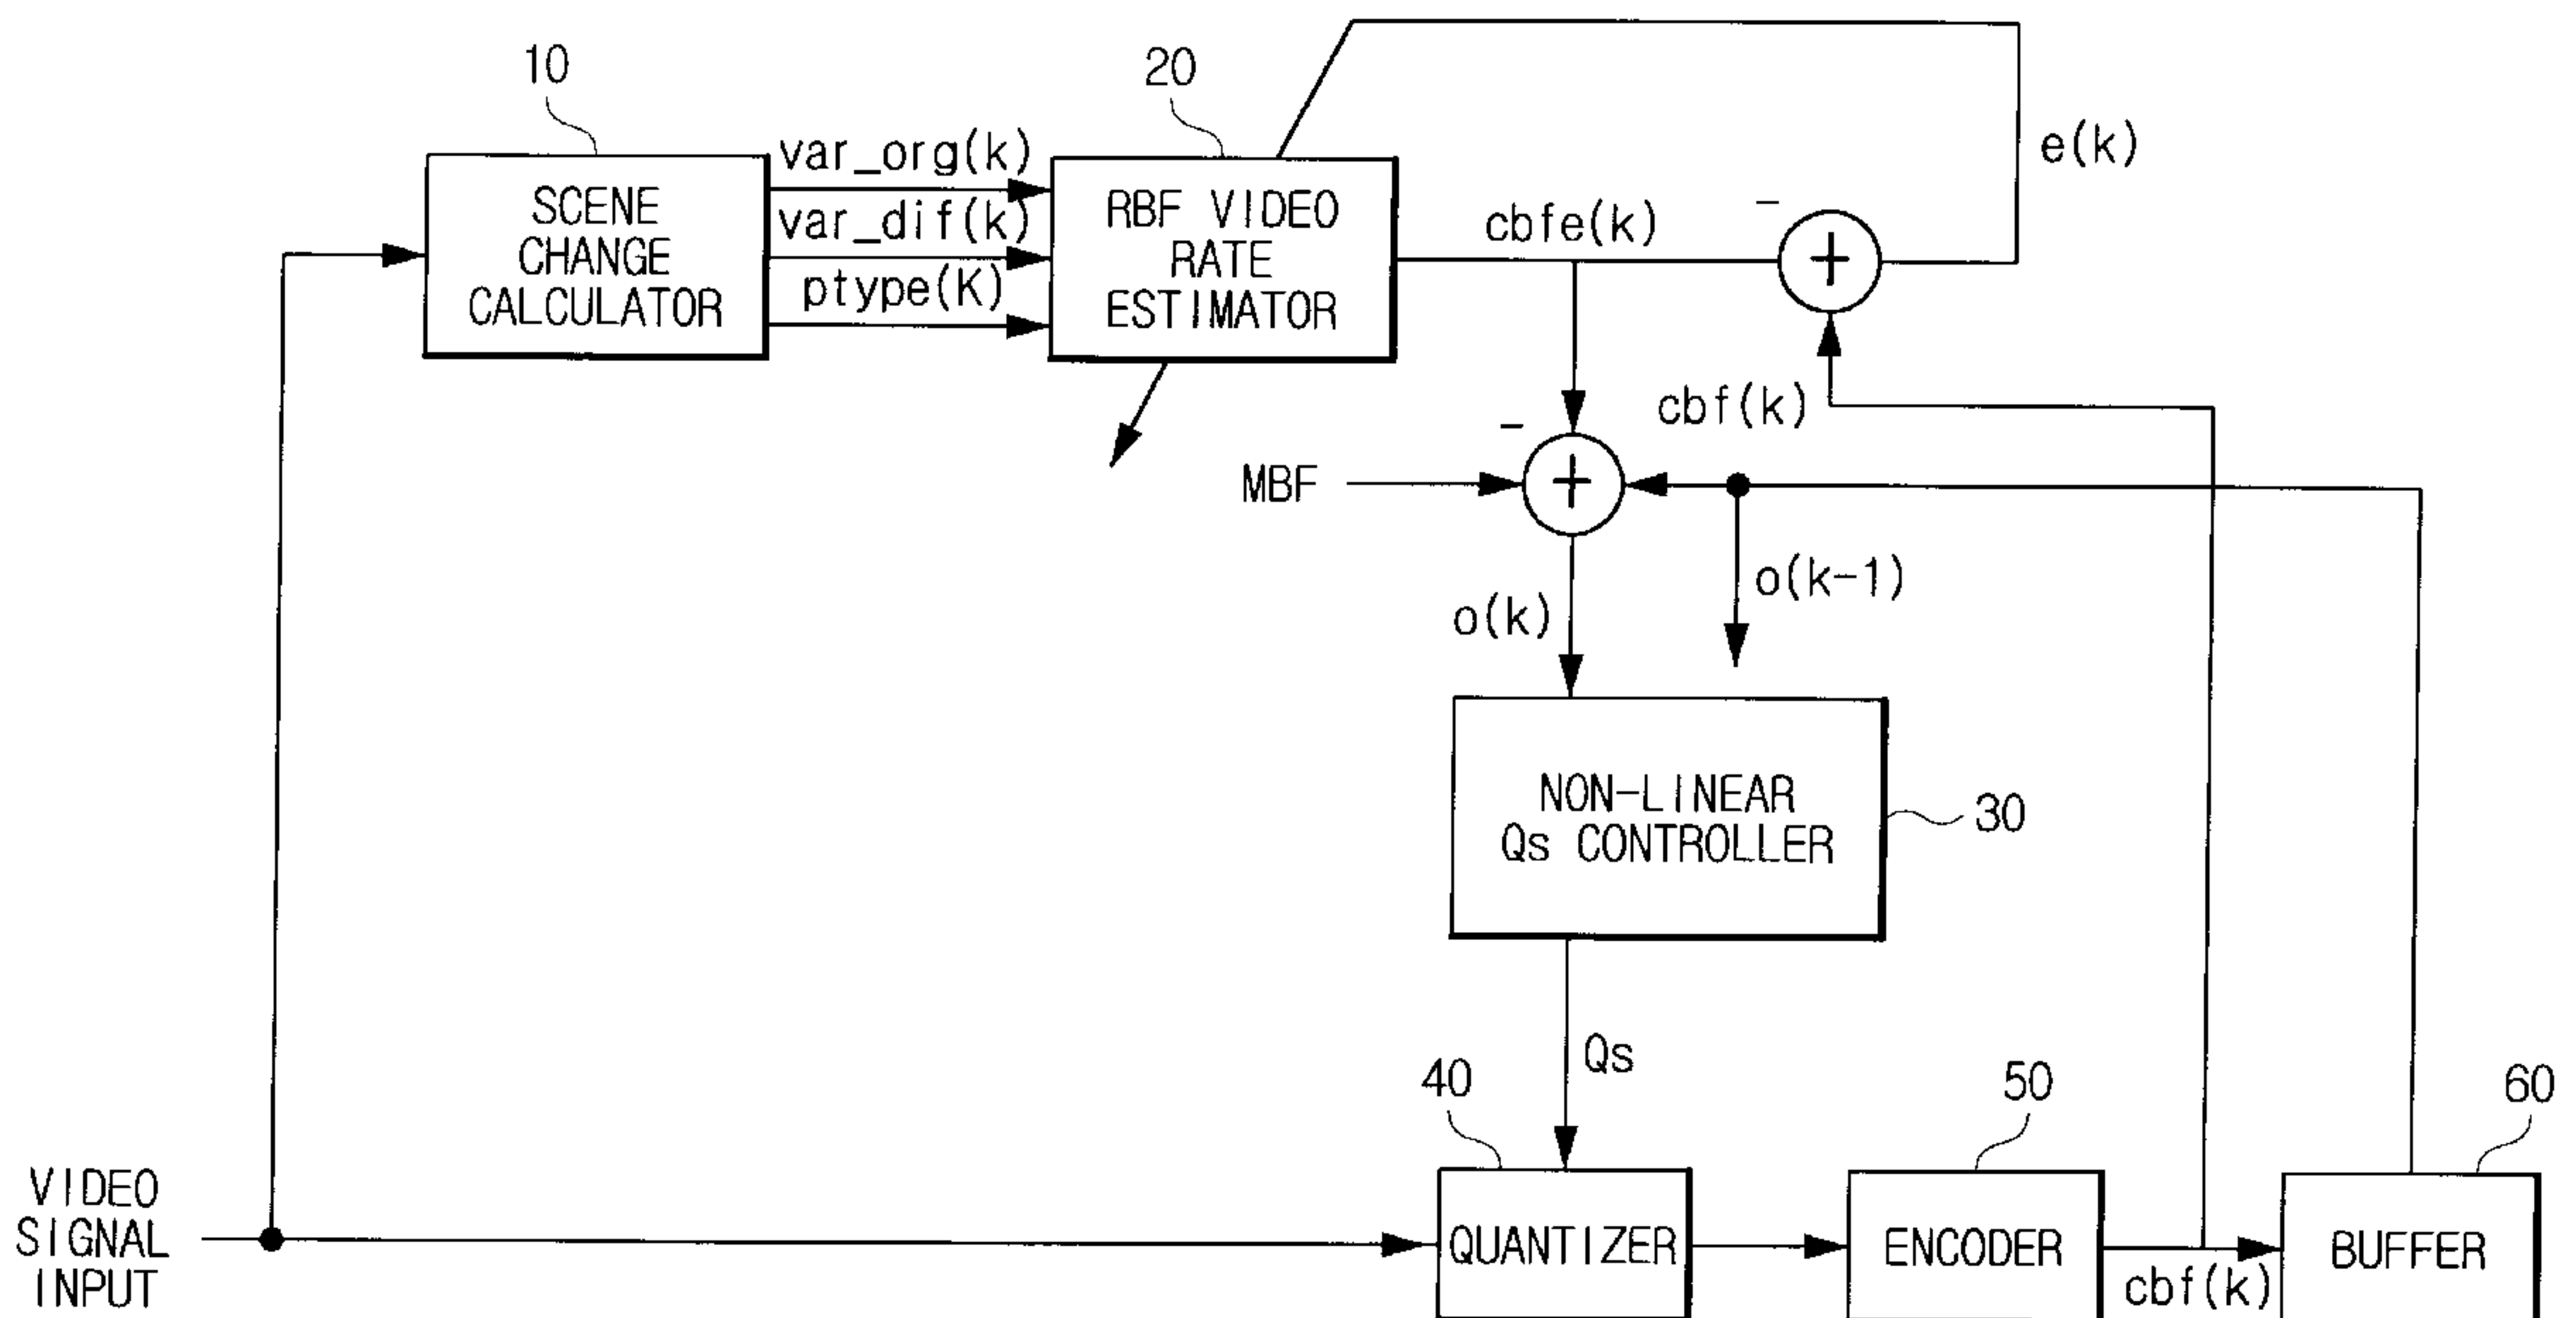 10
20
var_org(k)
e(k)
SCENE
CHANGE
CALCULATOR
var_dif(k)
ptype(K)
RBF VIDEO
RATE
ESTIMATOR
cbfe(k)
-
+
cbf(k)
-
MBF
+
o(k-1)
o(k)
NON-LINEAR
Qs CONTROLLER
30
Qs
40
50
60
VIDEO
SIGNAL
INPUT
QUANTIZER
ENCODER
cbf(k)
BUFFER